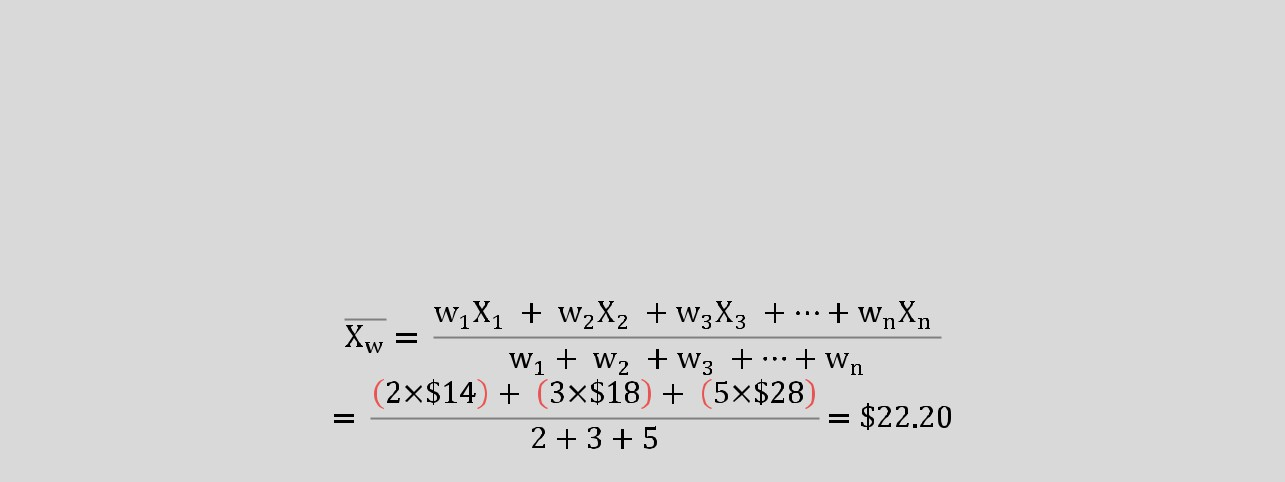 X̅w̅ = (w₁X₁ + w₂X₂ + w₃X₃ + ⋯ + wₙXₙ) / (w₁ + w₂ + w₃ + ⋯ + wₙ)
= ((2×$14) + (3×$18) + (5×$28)) / (2 + 3 + 5) = $22.20